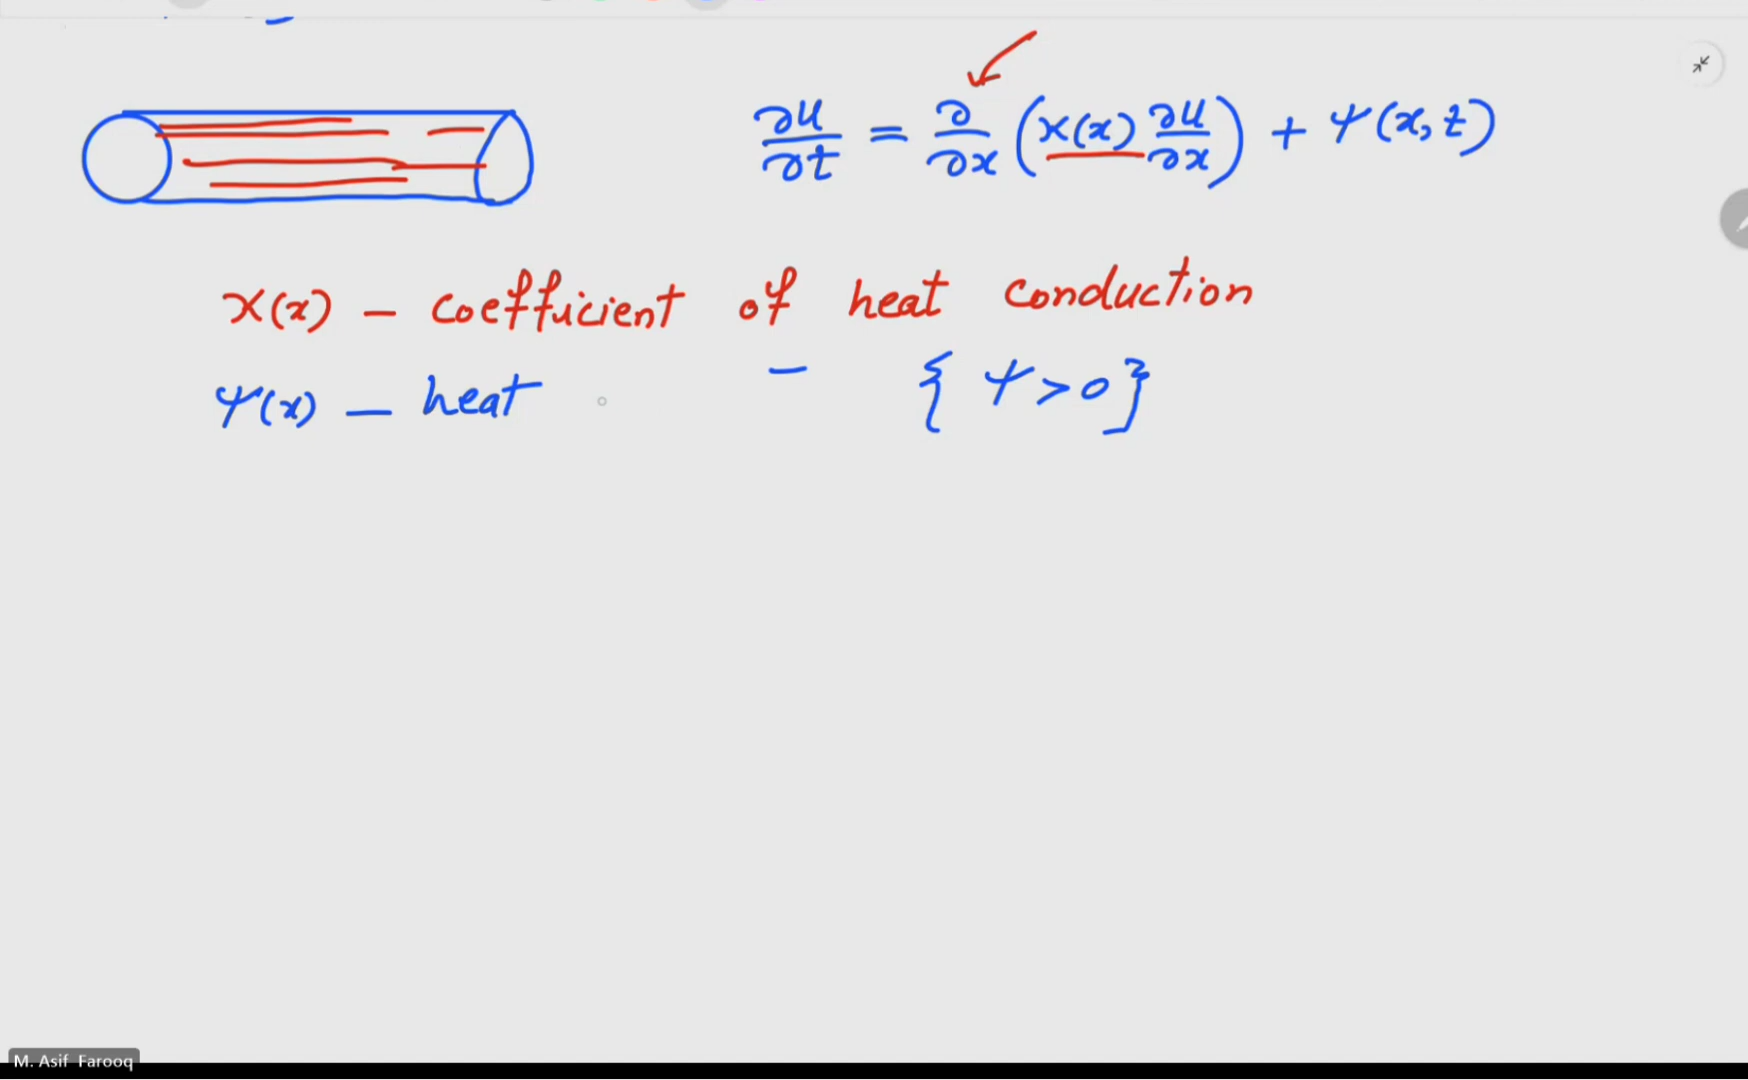 ∂u/∂t = ∂/∂x (χ(x) ∂u/∂x) + ψ(x, t)
χ(x) – coefficient of heat conduction
ψ(x) – heat – { ψ > 0 }
M. Asif Farooq